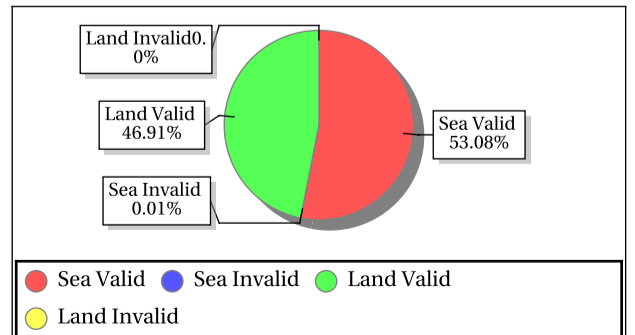 Land Invalid0.
0%
Land Valid
46.91%
Sea Invalid
0.01%
Sea Valid
53.08%
Sea Valid
Sea Invalid
Land Valid
Land Invalid